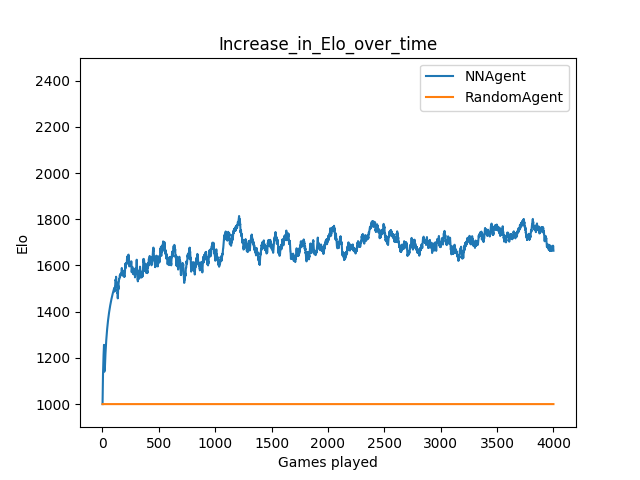 Increase_in_Elo_over_time
NNAgent
RandomAgent
2400
2200
2000
1800
1600
1400
1200
1000
Elo
0 500 1000 1500 2000 2500 3000 3500 4000
Games played